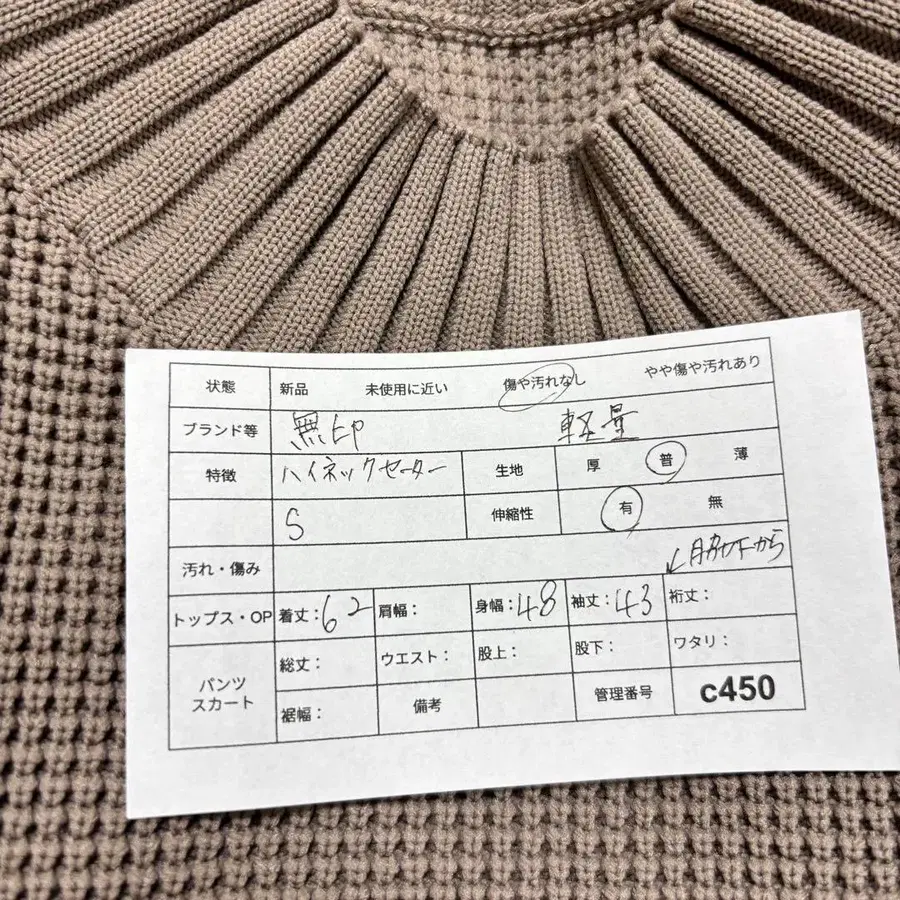 状態 新品 未使用に近い 傷や汚れなし やや傷や汚れあり
ブランド等 無印 軽量
特徴 ハイネックセーター 生地 厚 普 薄
S 伸縮性 有 無
汚れ・傷み ↙脇下から
トップス・OP 着丈：62 肩幅： 身幅：48 袖丈：43 裄丈：
パンツ スカート 総丈： ウエスト： 股上： 股下： ワタリ：
裾幅： 備考 管理番号 c450